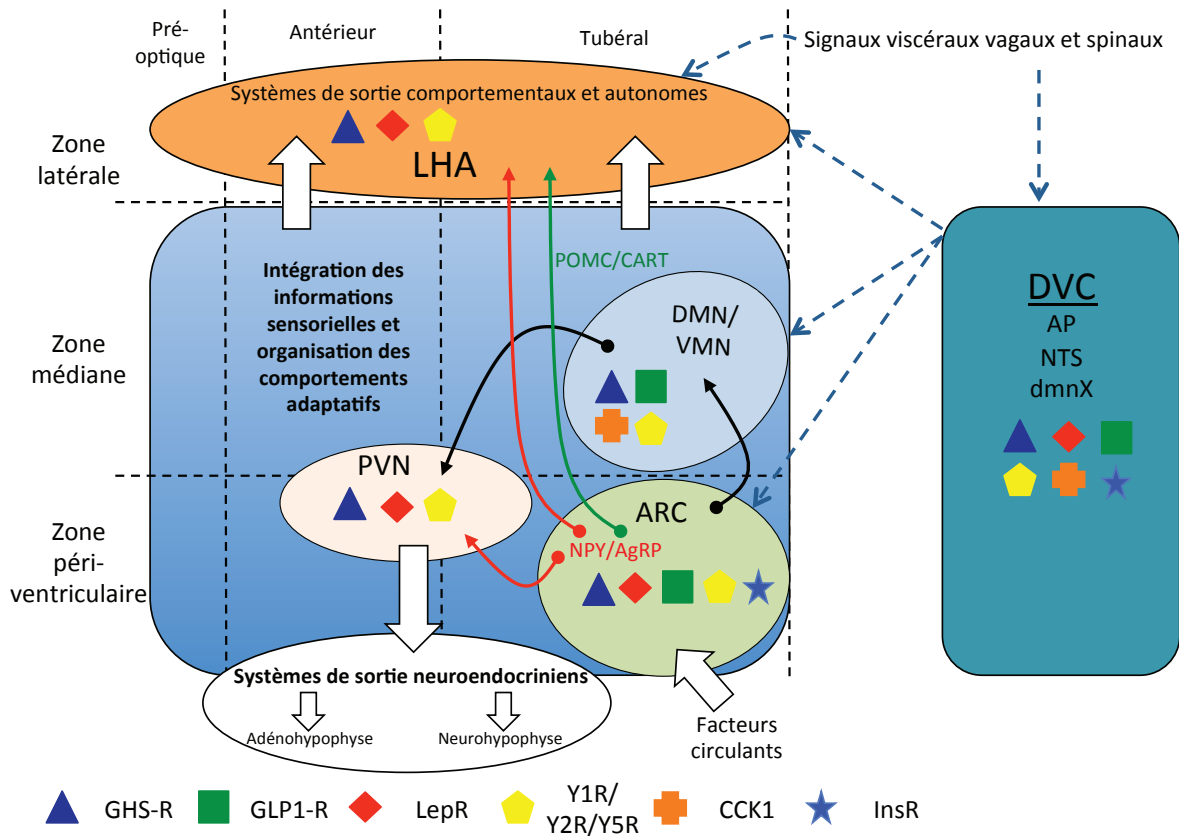 Pré-
optique
Antérieur
Tubéral
Signaux viscéraux vagaux et spinaux
Systèmes de sortie comportementaux et autonomes
LHA
Zone
latérale
POMC/CART
Intégration des
informations
sensorielles et
organisation des
comportements
adaptatifs
DMN/
VMN
Zone
médiane
DVC
AP
NTS
dmnX
PVN
ARC
NPY/AgRP
Zone
péri-
ventriculaire
Systèmes de sortie neuroendocriniens
Adénohypophyse
Neurohypophyse
Facteurs
circulants
GHS-R
GLP1-R
LepR
Y1R/
Y2R/Y5R
CCK1
InsR